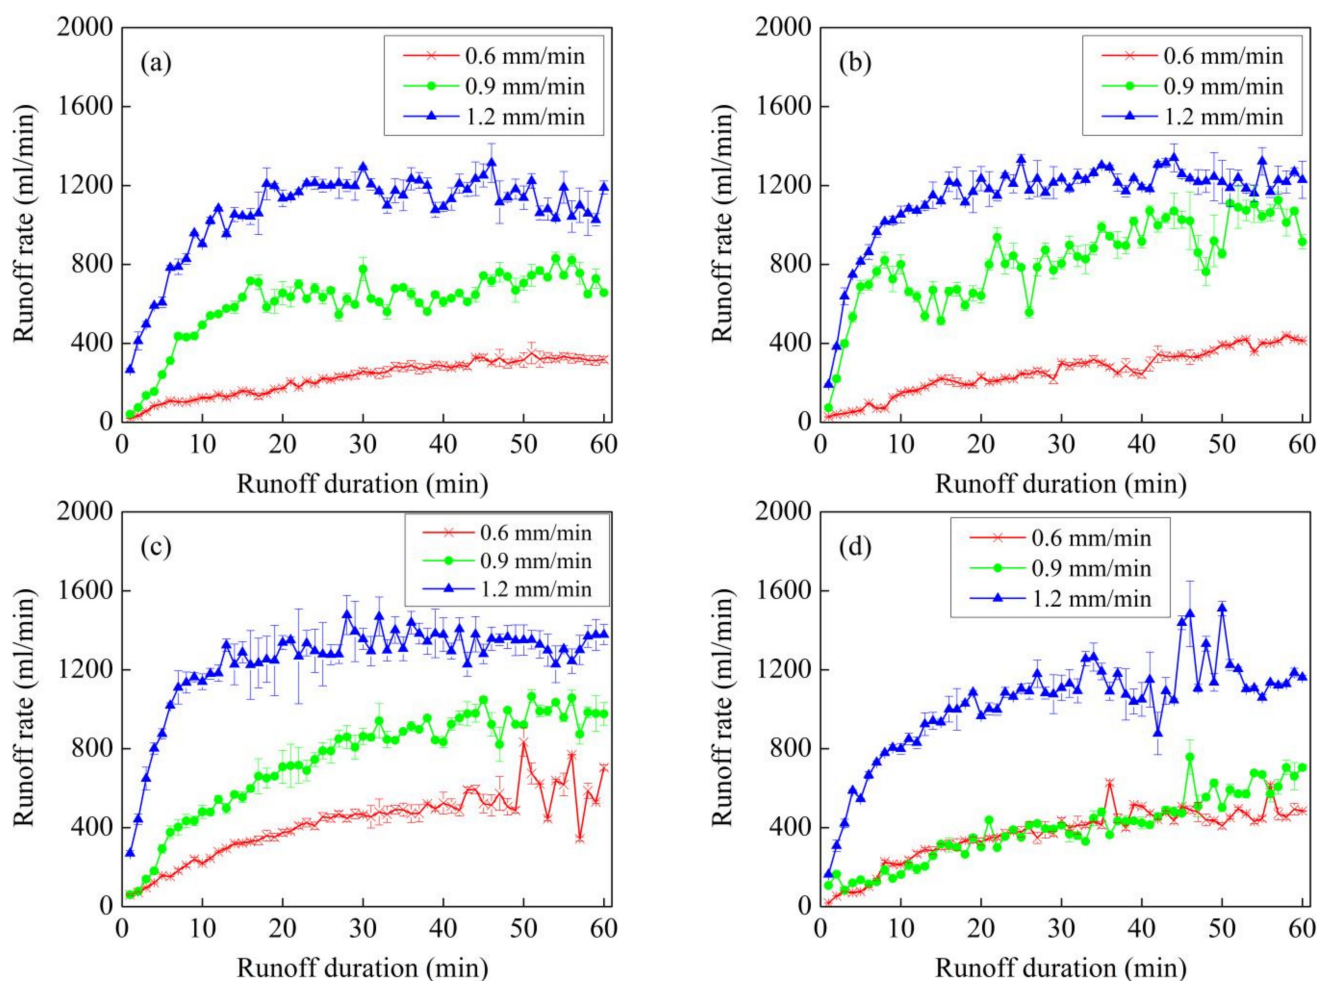 2000
1600
1200
800
400
0
Runoff rate (ml/min)
(a)
0.6 mm/min
0.9 mm/min
1.2 mm/min
0 10 20 30 40 50 60
Runoff duration (min)
2000
1600
1200
800
400
0
Runoff rate (ml/min)
(b)
0.6 mm/min
0.9 mm/min
1.2 mm/min
0 10 20 30 40 50 60
Runoff duration (min)
2000
1600
1200
800
400
0
Runoff rate (ml/min)
(c)
0.6 mm/min
0.9 mm/min
1.2 mm/min
0 10 20 30 40 50 60
Runoff duration (min)
2000
1600
1200
800
400
0
Runoff rate (ml/min)
(d)
0.6 mm/min
0.9 mm/min
1.2 mm/min
0 10 20 30 40 50 60
Runoff duration (min)